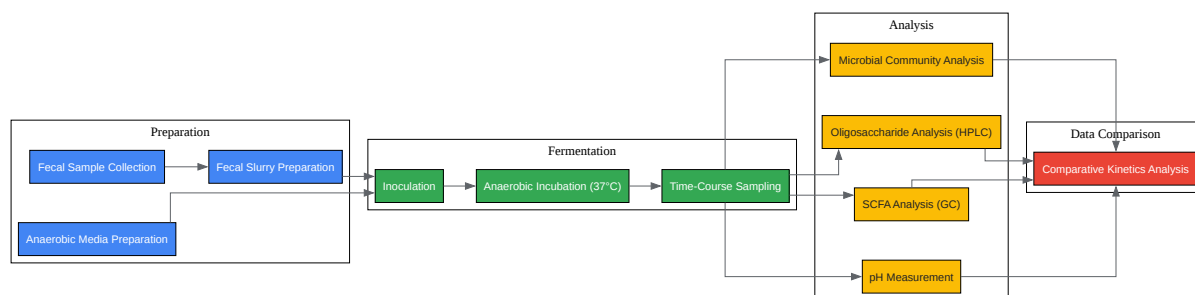 Preparation
Fecal Sample Collection
Fecal Slurry Preparation
Anaerobic Media Preparation
Fermentation
Inoculation
Anaerobic Incubation (37°C)
Time-Course Sampling
Analysis
Microbial Community Analysis
Oligosaccharide Analysis (HPLC)
SCFA Analysis (GC)
pH Measurement
Data Comparison
Comparative Kinetics Analysis